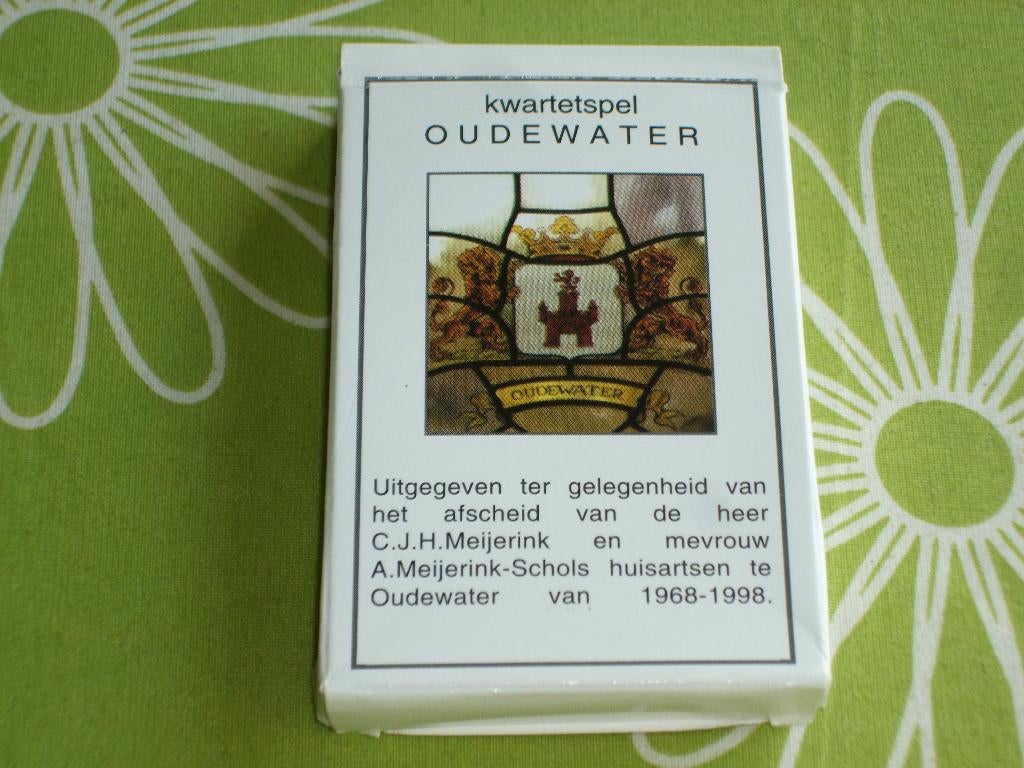 kwartetspel
OUDEWATER
OUDEWATER
Uitgegeven ter gelegenheid van
het afscheid van de heer
C.J.H.Meijerink en mevrouw
A.Meijerink-Schols huisartsen te
Oudewater van 1968-1998.